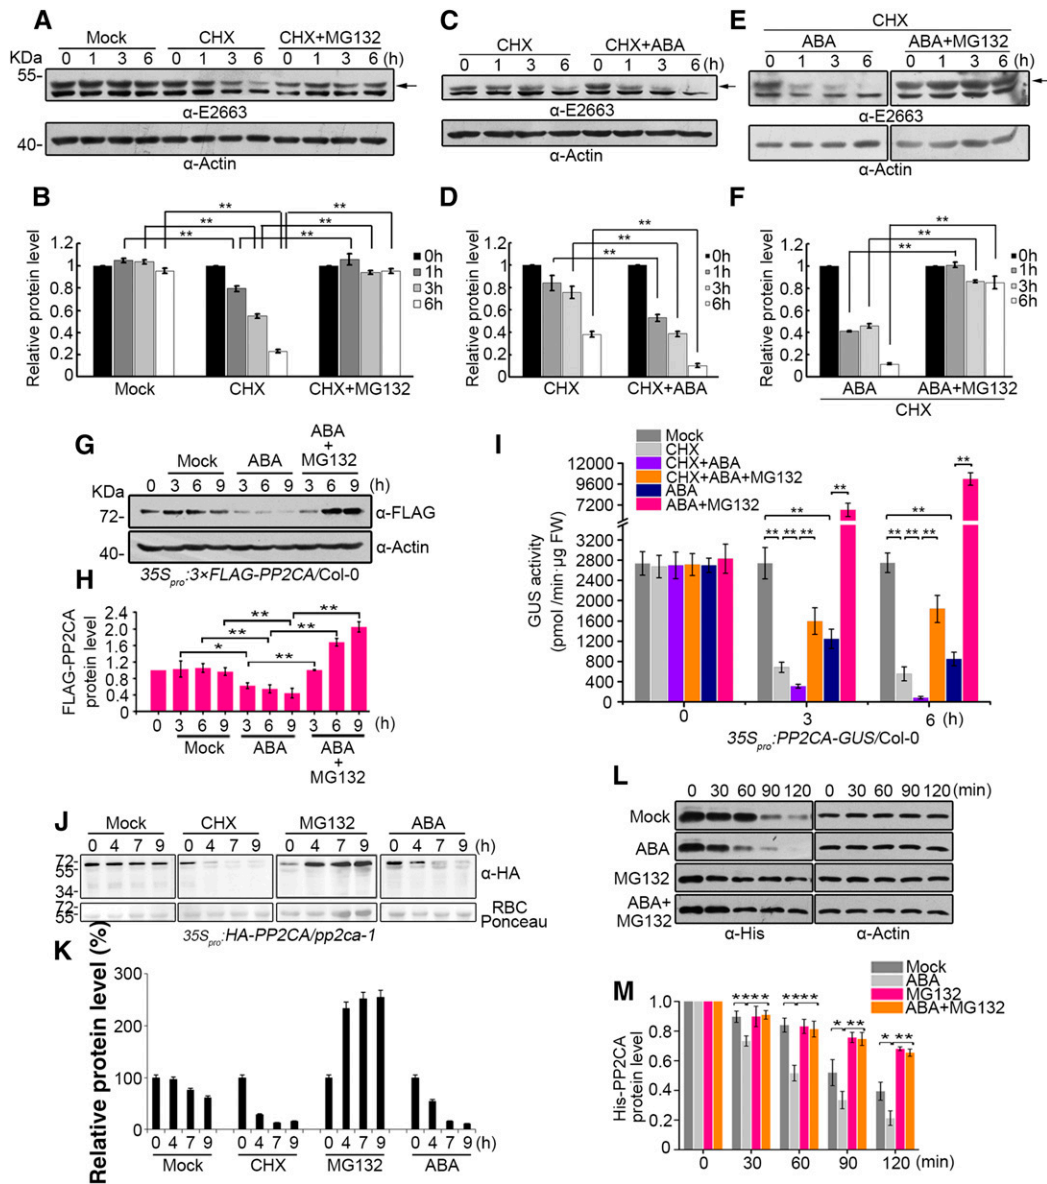 A
Mock CHX CHX+MG132
KDa 0 1 3 6 0 1 3 6 0 1 3 6 (h)
55-
α-E2663
40-
α-Actin
B
** **
** **
** **
Relative protein level
1.2
1
0.8
0.6
0.4
0.2
0
0h
1h
3h
6h
Mock CHX CHX+MG132
C
CHX CHX+ABA
0 1 3 6 0 1 3 6 (h)
α-E2663
α-Actin
D
**
**
**
Relative protein level
1.2
1
0.8
0.6
0.4
0.2
0
0h
1h
3h
6h
CHX CHX+ABA
E
CHX
ABA ABA+MG132
0 1 3 6 0 1 3 6 (h)
α-E2663
α-Actin
F
**
**
**
Relative protein level
1.2
1
0.8
0.6
0.4
0.2
0
0h
1h
3h
6h
ABA ABA+MG132
CHX
G
ABA
+
Mock ABA MG132
KDa 0 3 6 9 3 6 9 3 6 9 (h)
72- α-FLAG
40- α-Actin
35Spro:3×FLAG-PP2CA/Col-0
H
FLAG-PP2CA
protein level
2.4
2.0
1.6
1.2
0.8
0.4
0
** **
** **
* **
0 3 6 9 3 6 9 3 6 9 (h)
Mock ABA ABA
+
MG132
I
Mock
CHX
CHX+ABA
CHX+ABA+MG132
ABA
ABA+MG132
GUS activity
(pmol /min·µg FW)
12000
9600
7200
2800
2400
2000
1600
1200
800
400
0
** **
** ** ** **
** ** ** **
0 3 6 (h)
35Spro:PP2CA-GUS/Col-0
J
Mock CHX MG132 ABA
0 4 7 9 0 4 7 9 0 4 7 9 0 4 7 9 (h)
72-
55-
34-
α-HA
72-
55-
RBC
Ponceau
35Spro:HA-PP2CA/pp2ca-1
K
Relative protein level (%)
300
200
100
0
0 4 7 9 0 4 7 9 0 4 7 9 0 4 7 9 (h)
Mock CHX MG132 ABA
L
0 30 60 90 120 0 30 60 90 120 (min)
Mock
ABA
MG132
ABA+
MG132
α-His α-Actin
M
Mock
ABA
MG132
ABA+MG132
His-PP2CA
protein level
1.0
0.8
0.6
0.4
0.2
0
**** **** * ** * **
0 30 60 90 120 (min)